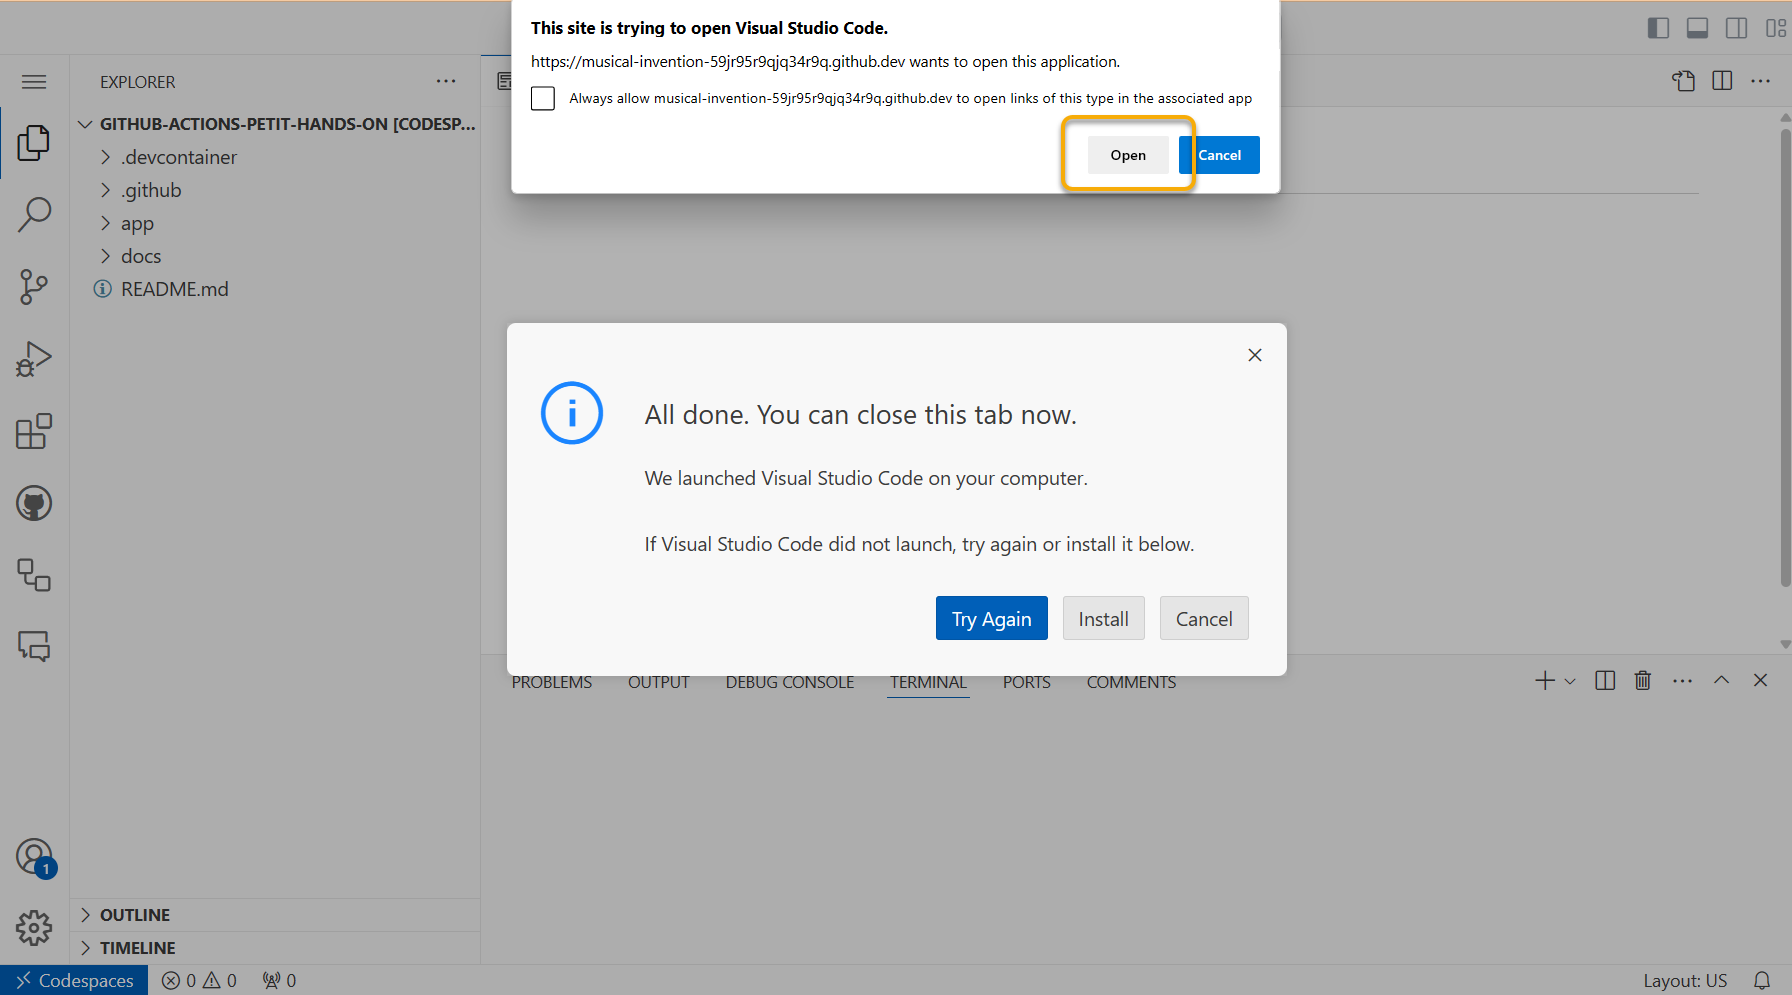 This site is trying to open Visual Studio Code.
https://musical-invention-59jr95r9qjq34r9q.github.dev wants to open this application.
Always allow musical-invention-59jr95r9qjq34r9q.github.dev to open links of this type in the associated app
Open
Cancel
EXPLORER
GITHUB-ACTIONS-PETIT-HANDS-ON [CODESP...
.devcontainer
.github
app
docs
README.md
All done. You can close this tab now.
We launched Visual Studio Code on your computer.
If Visual Studio Code did not launch, try again or install it below.
Try Again
Install
Cancel
PROBLEMS
OUTPUT
DEBUG CONSOLE
TERMINAL
PORTS
COMMENTS
1
OUTLINE
TIMELINE
Codespaces
0
0
0
Layout: US